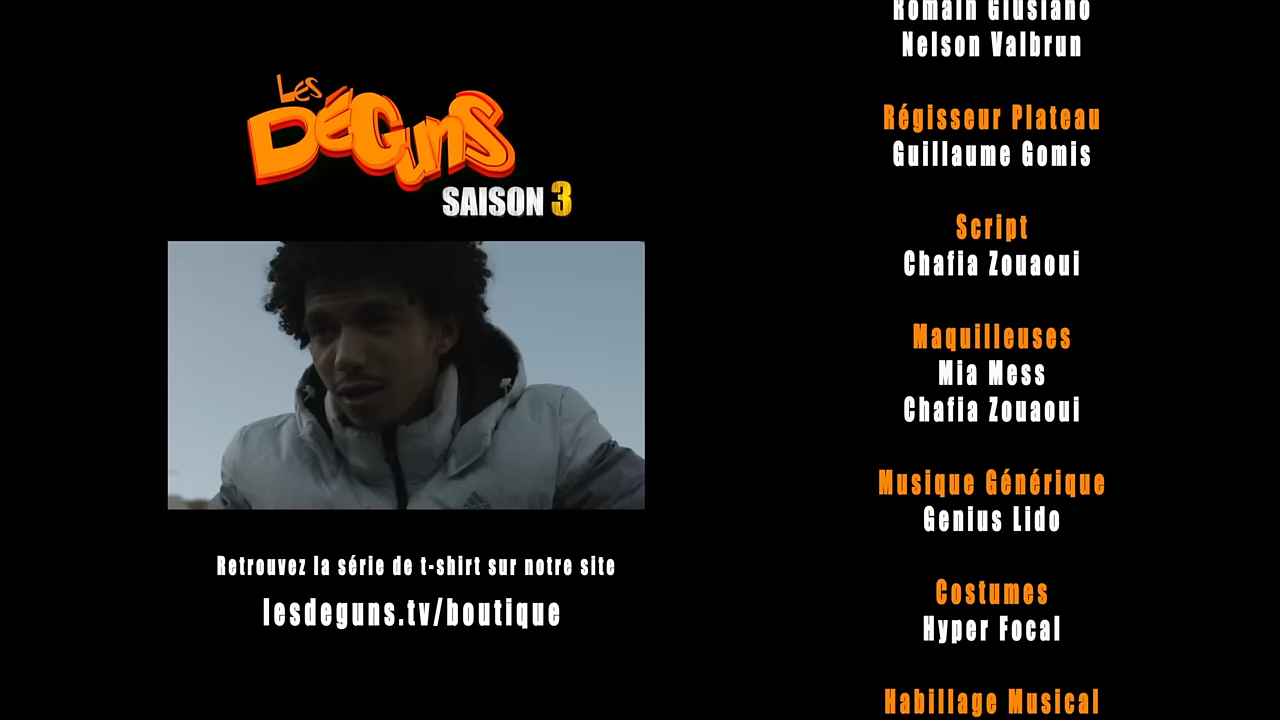 Les
DÉGUNS
SAISON 3
Retrouvez la série de t-shirt sur notre site
lesdeguns.tv/boutique
Romain Giusiano
Nelson Valbrun
Régisseur Plateau
Guillaume Gomis
Script
Chafia Zouaoui
Maquilleuses
Mia Mess
Chafia Zouaoui
Musique Générique
Genius Lido
Costumes
Hyper Focal
Habillage Musical